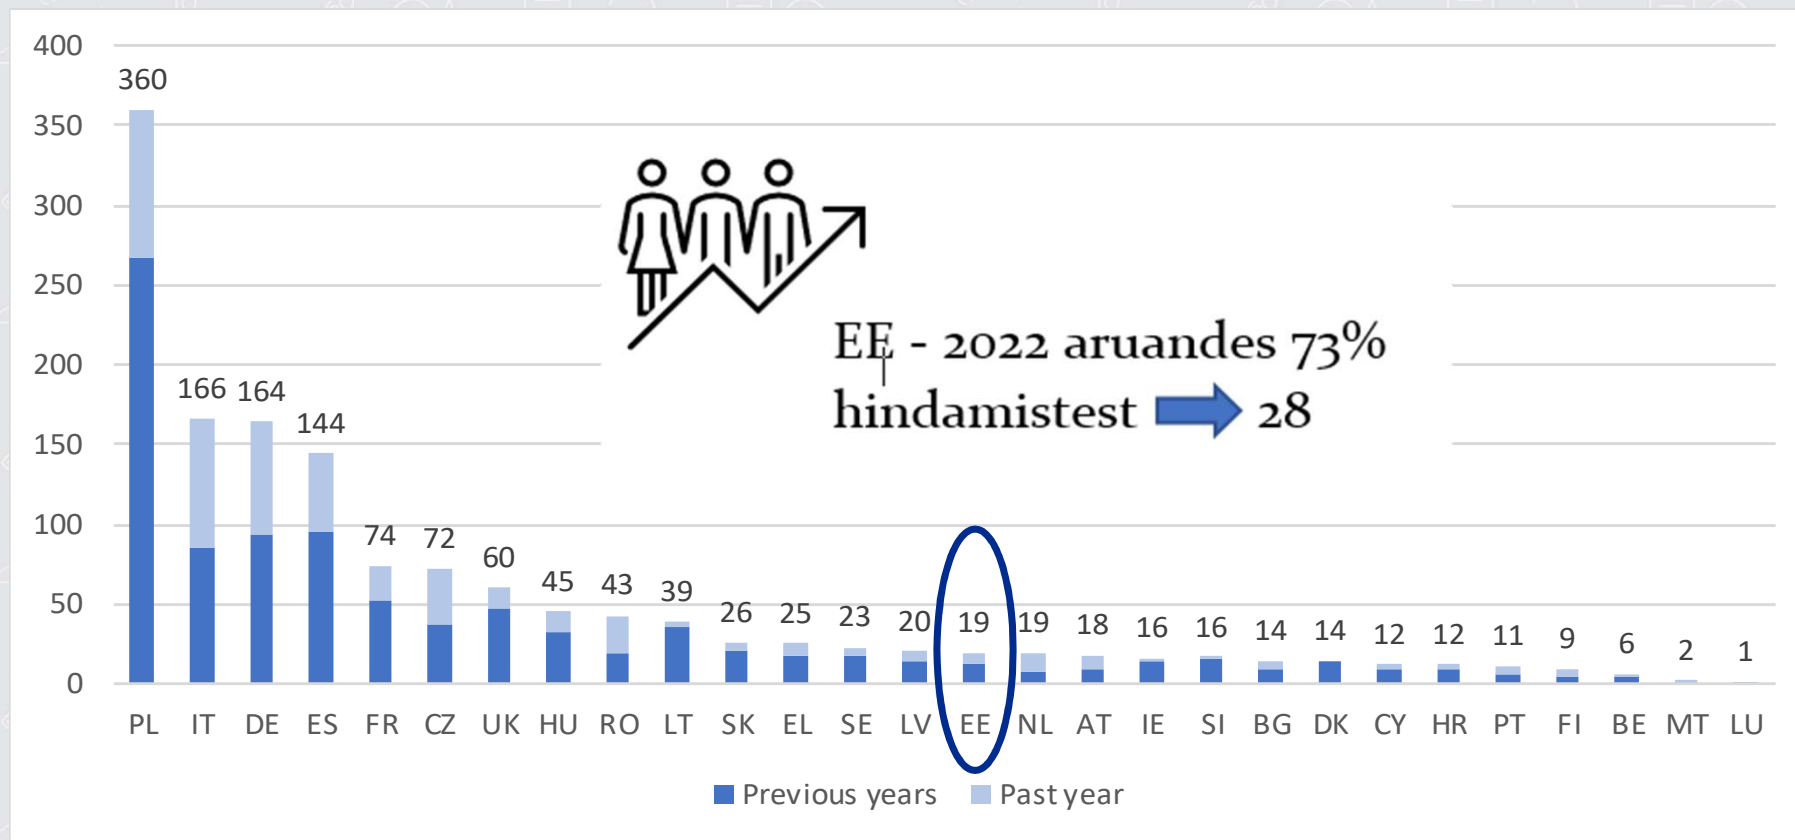 400
360
350
300
250
200
166 164
144
150
100
74 72 60 45 43 39 26 25 23 20 19 19 18 16 16 14 14 12 12 11 9 6 2 1
50
0
EE - 2022 aruandes 73%
hindamistest 28
PL IT DE ES FR CZ UK HU RO LT SK EL SE LV EE NL AT IE SI BG DK CY HR PT FI BE MT LU
Previous years Past year